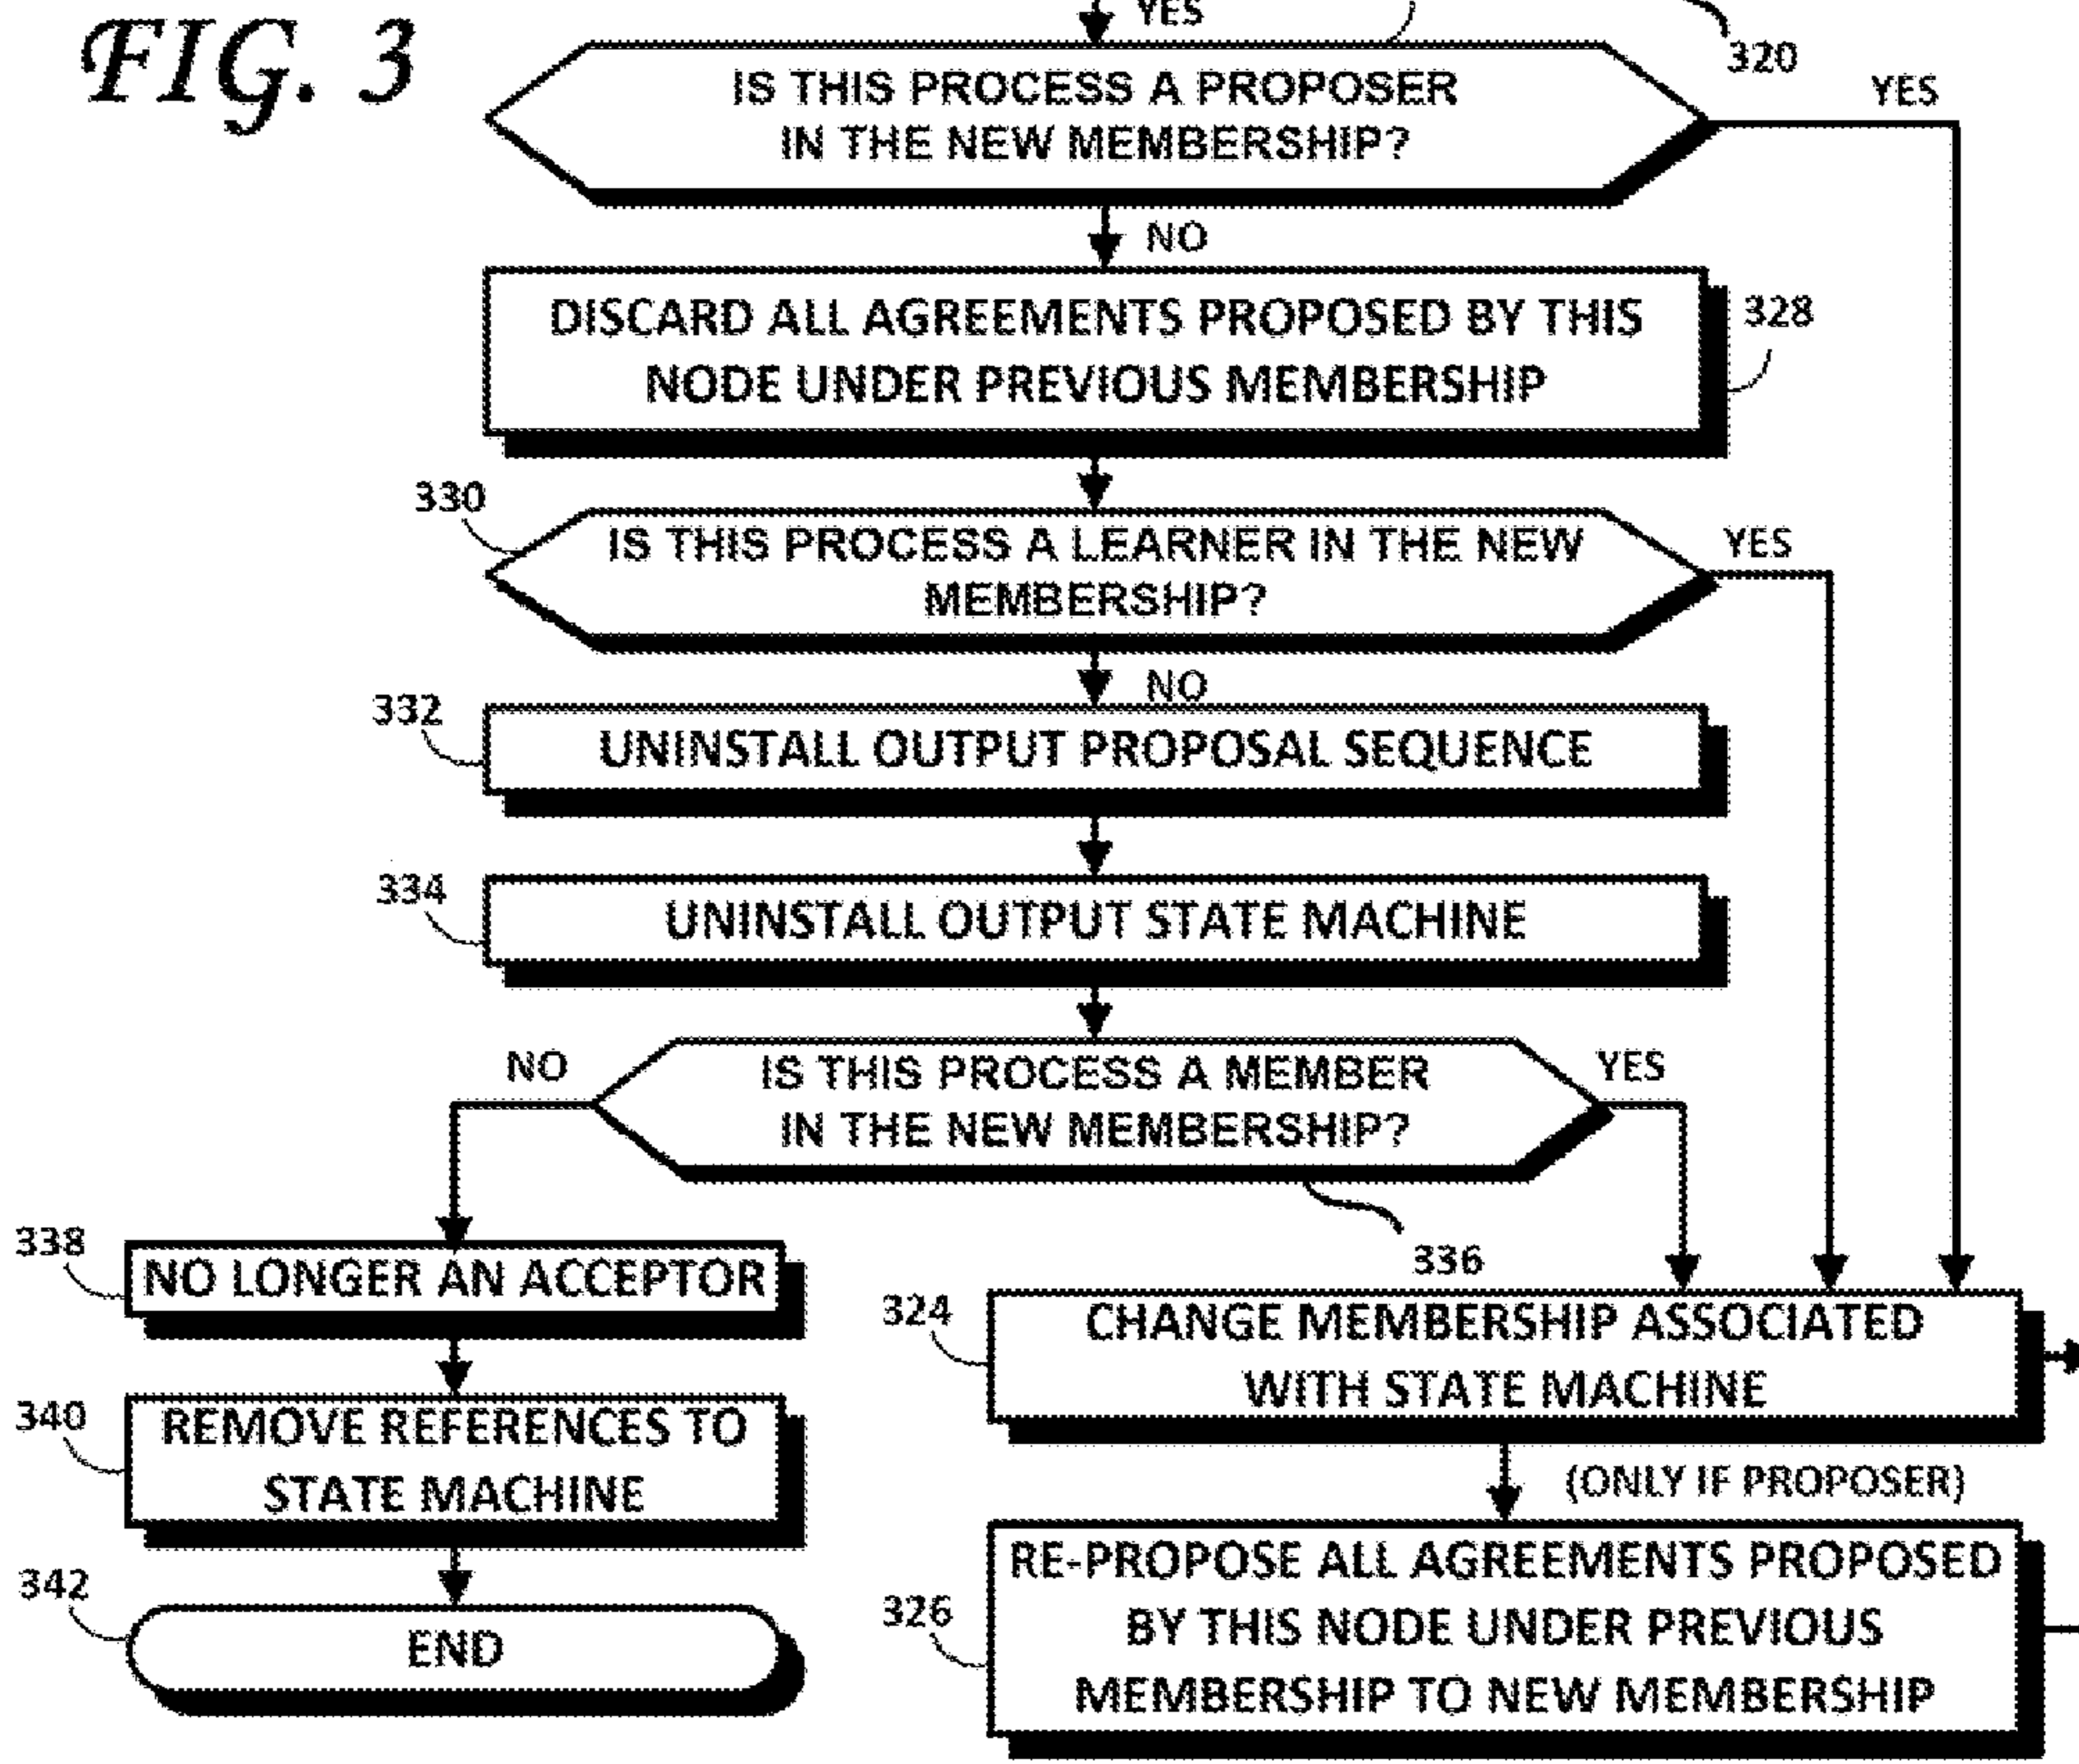 FIG. 3
YES
320
IS THIS PROCESS A PROPOSER
IN THE NEW MEMBERSHIP?
YES
NO
DISCARD ALL AGREEMENTS PROPOSED BY THIS
NODE UNDER PREVIOUS MEMBERSHIP
328
330
IS THIS PROCESS A LEARNER IN THE NEW
MEMBERSHIP?
YES
NO
332
UNINSTALL OUTPUT PROPOSAL SEQUENCE
334
UNINSTALL OUTPUT STATE MACHINE
NO
IS THIS PROCESS A MEMBER
IN THE NEW MEMBERSHIP?
YES
336
338
NO LONGER AN ACCEPTOR
324
CHANGE MEMBERSHIP ASSOCIATED
WITH STATE MACHINE
340
REMOVE REFERENCES TO
STATE MACHINE
(ONLY IF PROPOSER)
342
END
326
RE-PROPOSE ALL AGREEMENTS PROPOSED
BY THIS NODE UNDER PREVIOUS
MEMBERSHIP TO NEW MEMBERSHIP